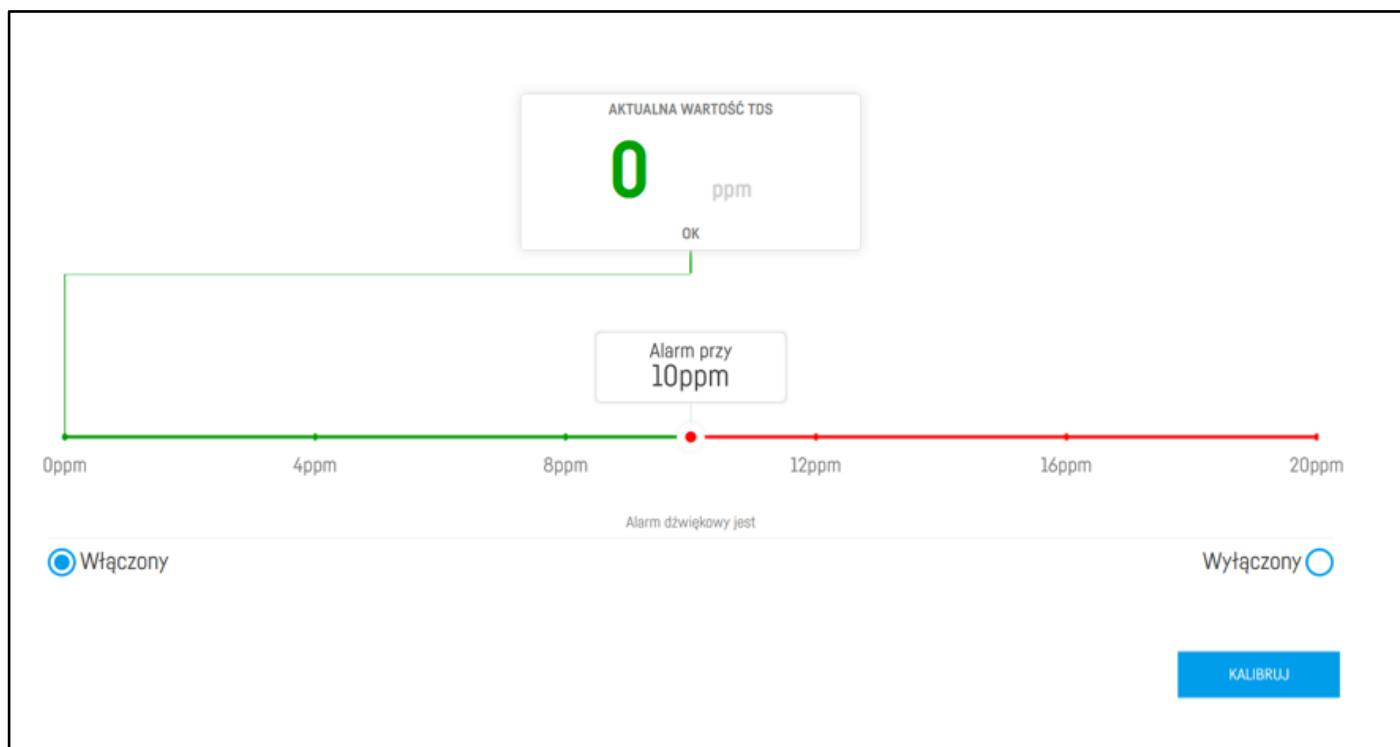 AKTUALNA WARTOŚĆ TDS
0 ppm
OK
Alarm przy
10ppm
0ppm 4ppm 8ppm 12ppm 16ppm 20ppm
Alarm dźwiękowy jest
Włączony Wyłączony
KALIBRUJ